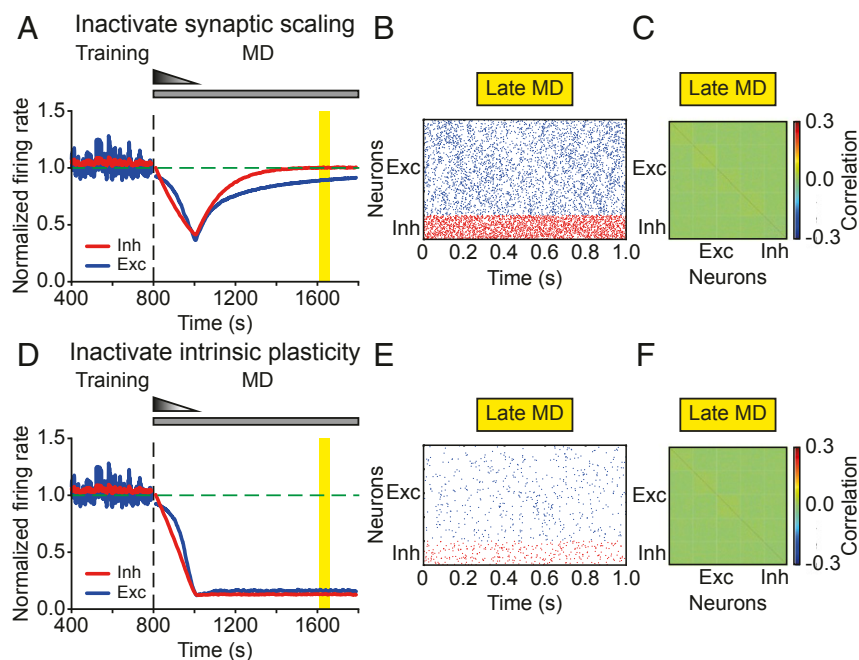 A Inactivate synaptic scaling
Training MD
Normalized firing rate
1.5
1.0
0.5
0.0
Inh
Exc
400 800 1200 1600
Time (s)
B
Late MD
Neurons
Exc
Inh
0 0.2 0.4 0.6 0.8 1.0
Time (s)
C
Late MD
Exc
Inh
Exc Inh
Neurons
0.3
0.0
-0.3
Correlation
D Inactivate intrinsic plasticity
Training MD
Normalized firing rate
1.5
1.0
0.5
0.0
Inh
Exc
400 800 1200 1600
Time (s)
E
Late MD
Neurons
Exc
Inh
0 0.2 0.4 0.6 0.8 1.0
Time (s)
F
Late MD
Exc
Inh
Exc Inh
Neurons
0.3
0.0
-0.3
Correlation